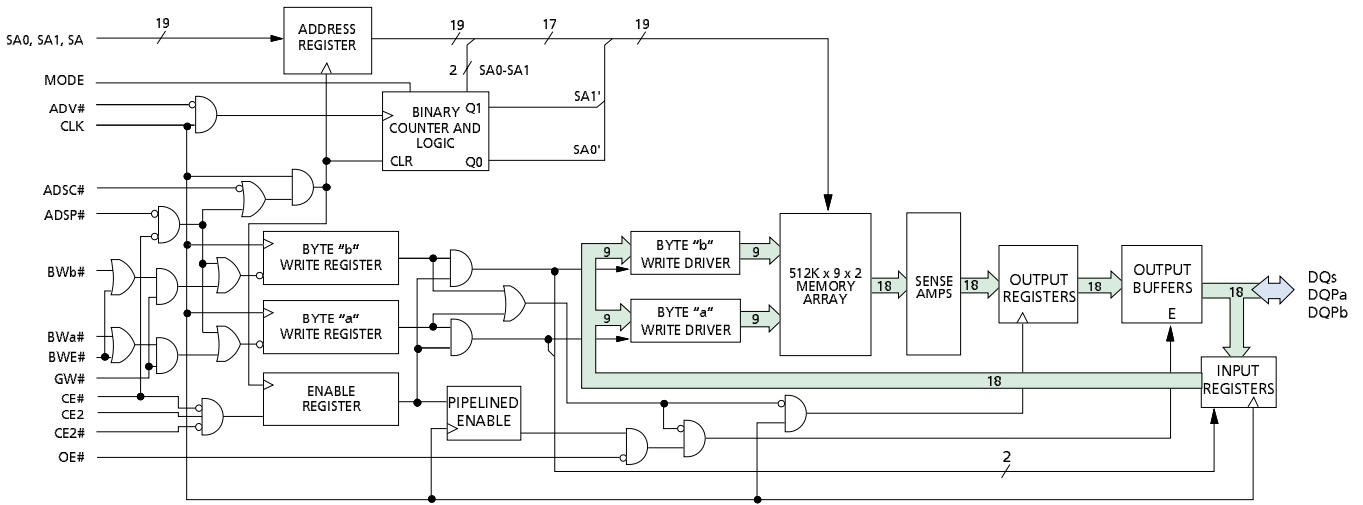 19
SA0, SA1, SA
ADDRESS
REGISTER
19
17
19
2
SA0-SA1
MODE
ADV#
CLK
BINARY
COUNTER AND
LOGIC
Q1
CLR
Q0
SA1'
SA0'
ADSC#
ADSP#
BWb#
BWa#
BWE#
GW#
CE#
CE2
CE2#
OE#
BYTE "b"
WRITE REGISTER
BYTE "a"
WRITE REGISTER
ENABLE
REGISTER
PIPELINED
ENABLE
9
BYTE "b"
WRITE DRIVER
9
9
BYTE "a"
WRITE DRIVER
9
512K x 9 x 2
MEMORY
ARRAY
18
SENSE
AMPS
18
OUTPUT
REGISTERS
18
OUTPUT
BUFFERS
E
18
DQs
DQPa
DQPb
INPUT
REGISTERS
18
2